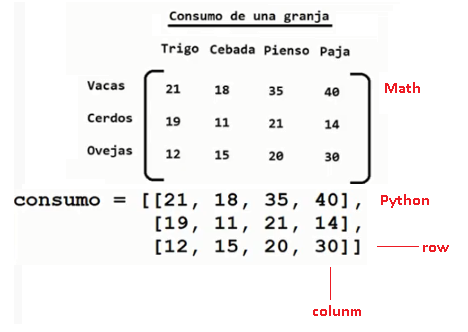 Consumo de una granja
Trigo Cebada Pienso Paja
Vacas 21 18 35 40 Math
Cerdos 19 11 21 14
Ovejas 12 15 20 30
consumo = [[21, 18, 35, 40], Python
[19, 11, 21, 14],
[12, 15, 20, 30]] row
colunm